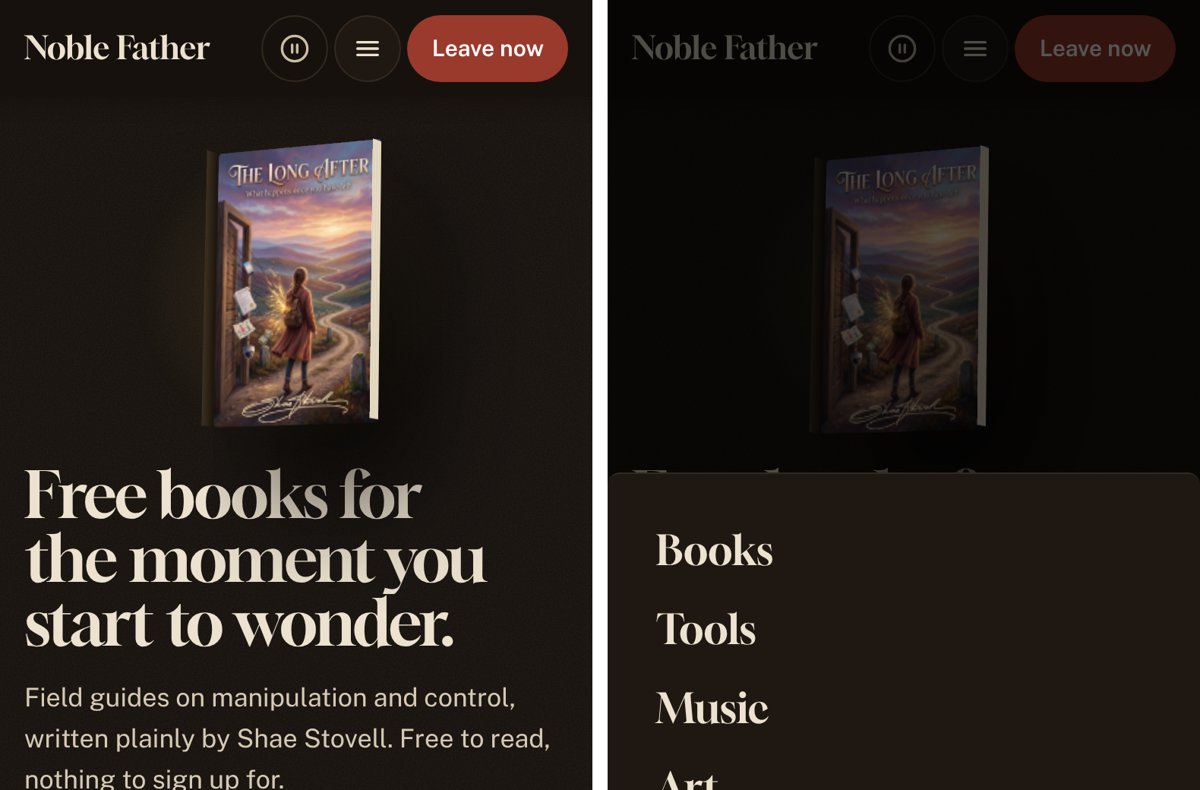 Noble Father
Leave now
THE LONG AFTER
Free books for
the moment you
start to wonder.
Field guides on manipulation and control,
written plainly by Shae Stovell. Free to read,
nothing to sign up for.
Noble Father
Leave now
THE LONG AFTER
Books
Tools
Music
Art